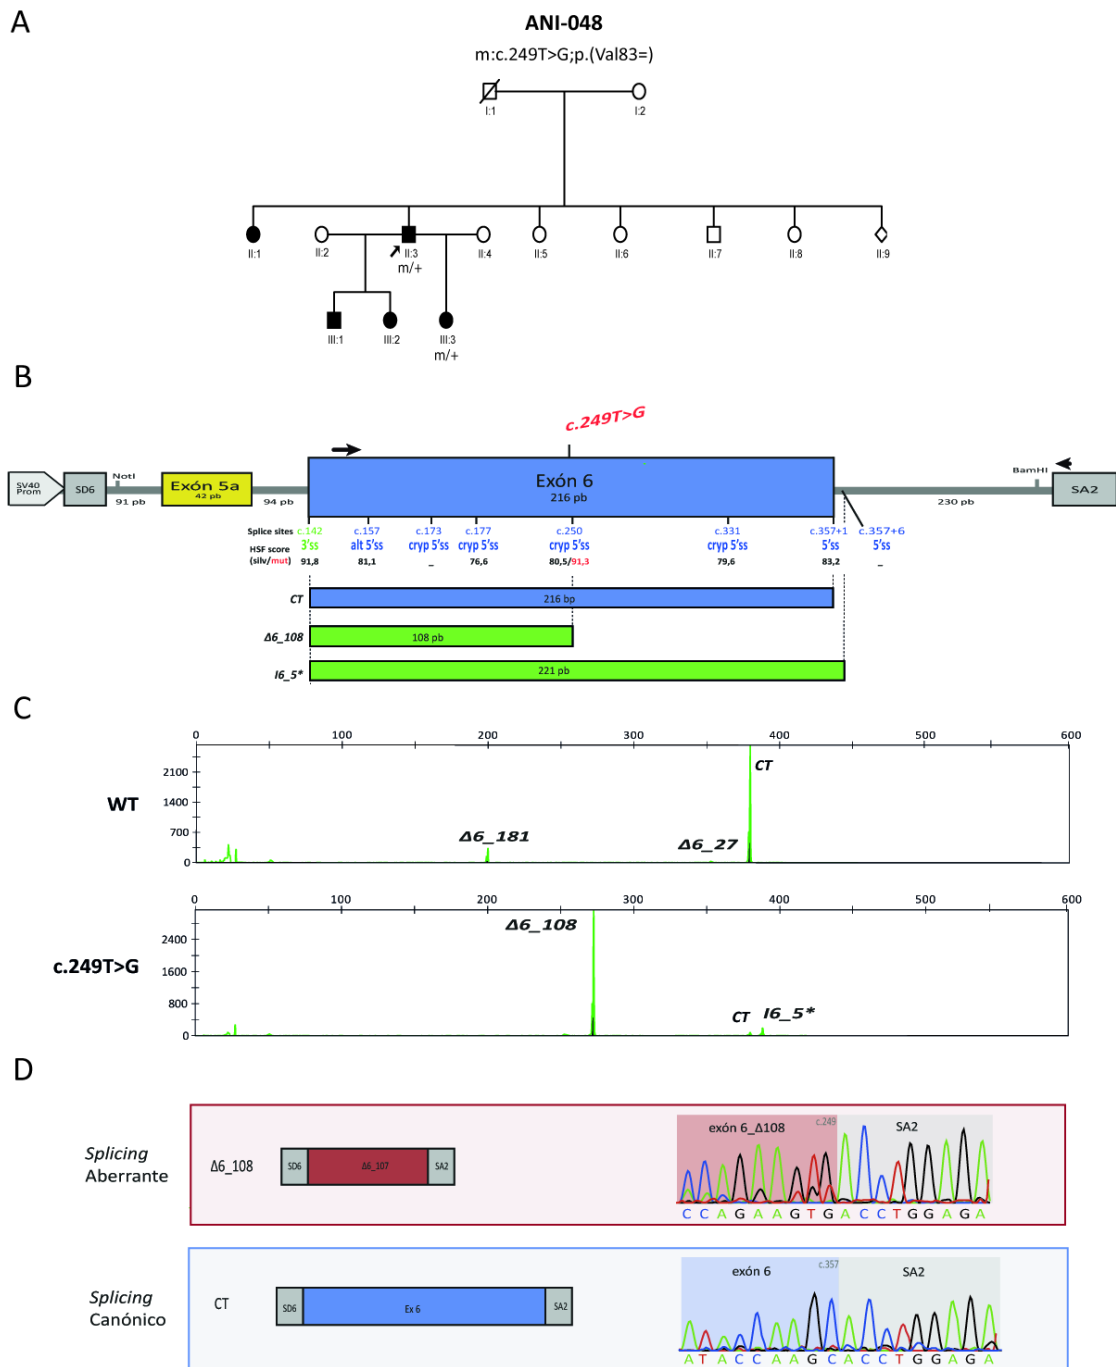 A
ANI-048
m:c.249T>G;p.(Val83=)
I:1 I:2
II:1 II:2 II:3 II:4 II:5 II:6 II:7 II:8 II:9
m/+
III:1 III:2 III:3
m/+
B
c.249T>G
SV40 Prom SD6 NotI 91 pb Exón 5a 42 pb 94 pb Exón 6 216 pb BamHI 230 pb SA2
Splice sites c.142 c.157 c.173 c.177 c.250 c.331 c.357+1 c.357+6
3'ss alt 5'ss cryp 5'ss cryp 5'ss cryp 5'ss cryp 5'ss 5'ss 5'ss
HSF score
(silv/mut) 91,8 81,1 _ 76,6 80,5/91,3 79,6 83,2 _
CT 216 bp
Δ6_108 108 pb
I6_5* 221 pb
C
0 100 200 300 400 500 600
WT
2100
1400
700
0
Δ6_181 Δ6_27 CT
0 100 200 300 400 500 600
c.249T>G
2400
1600
800
0
Δ6_108 CT I6_5*
D
Splicing
Aberrante
Δ6_108
SD6 Δ6_107 SA2
exón 6_Δ108 c.249 SA2
C C A G A A G T G A C C T G G A G A
Splicing
Canónico
CT
SD6 Ex 6 SA2
exón 6 c.357 SA2
A T A C C A A G C A C C T G G A G A